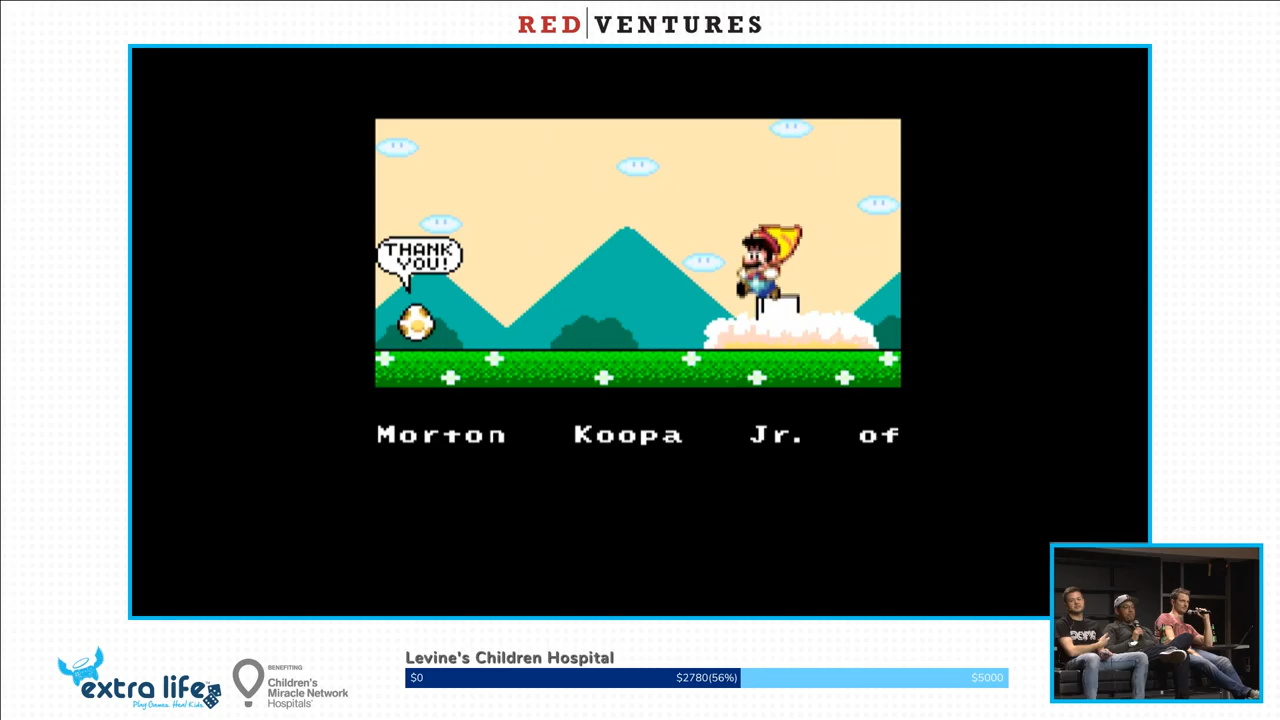 RED VENTURES
THANK
YOU!
Morton Koopa Jr. of
Levine's Children Hospital
$0 $2780(56%) $5000
extra life
Play Games. Heal Kids.
BENEFITING
Children's
Miracle Network
Hospitals